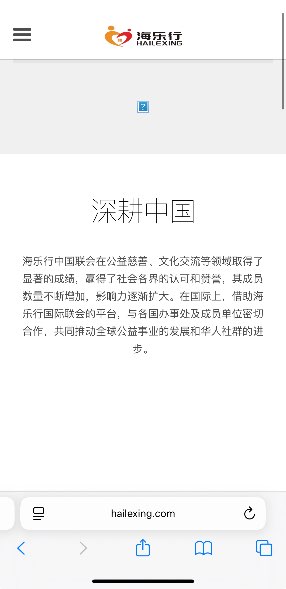 海乐行
HAILEXING
深耕中国
海乐行中国联会在公益慈善、文化交流等领域取得了
显著的成绩，赢得了社会各界的认可和赞誉，其成员
数量不断增加，影响力逐渐扩大。在国际上，借助海
乐行国际联会的平台，与各国办事处及成员单位密切
合作，共同推动全球公益事业的发展和华人社群的进
步。
hailexing.com